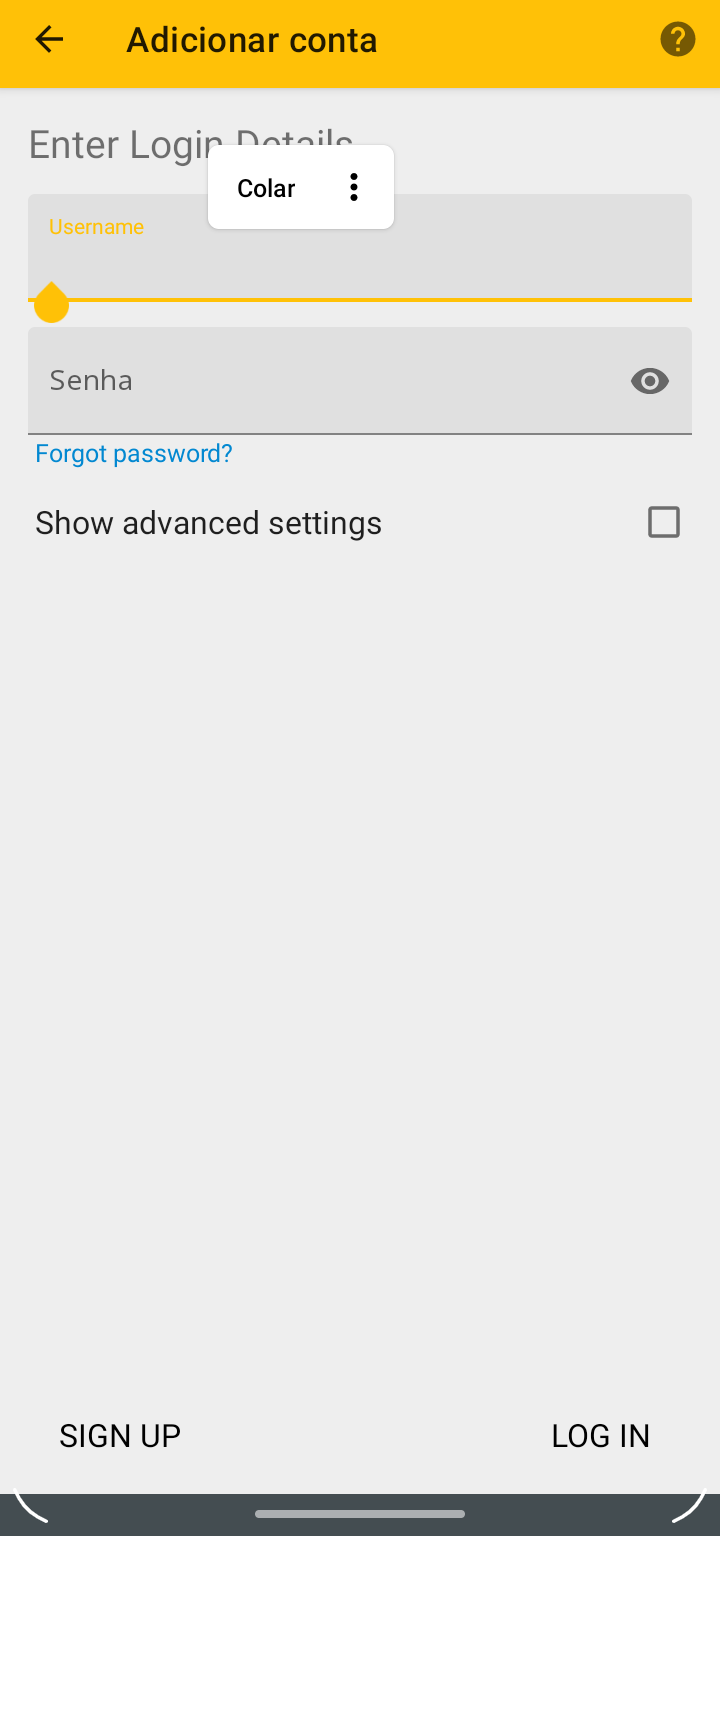 Adicionar conta
Enter Login Details
Colar
Username
Senha
Forgot password?
Show advanced settings
SIGN UP
LOG IN